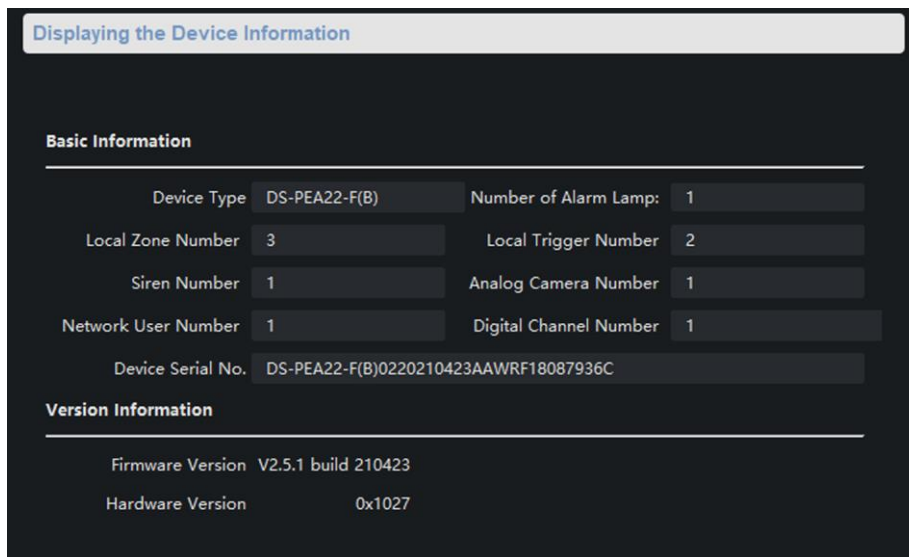 Displaying the Device Information
Basic Information
Device Type DS-PEA22-F(B) Number of Alarm Lamp: 1
Local Zone Number 3 Local Trigger Number 2
Siren Number 1 Analog Camera Number 1
Network User Number 1 Digital Channel Number 1
Device Serial No. DS-PEA22-F(B)0220210423AAWRF18087936C
Version Information
Firmware Version V2.5.1 build 210423
Hardware Version 0x1027